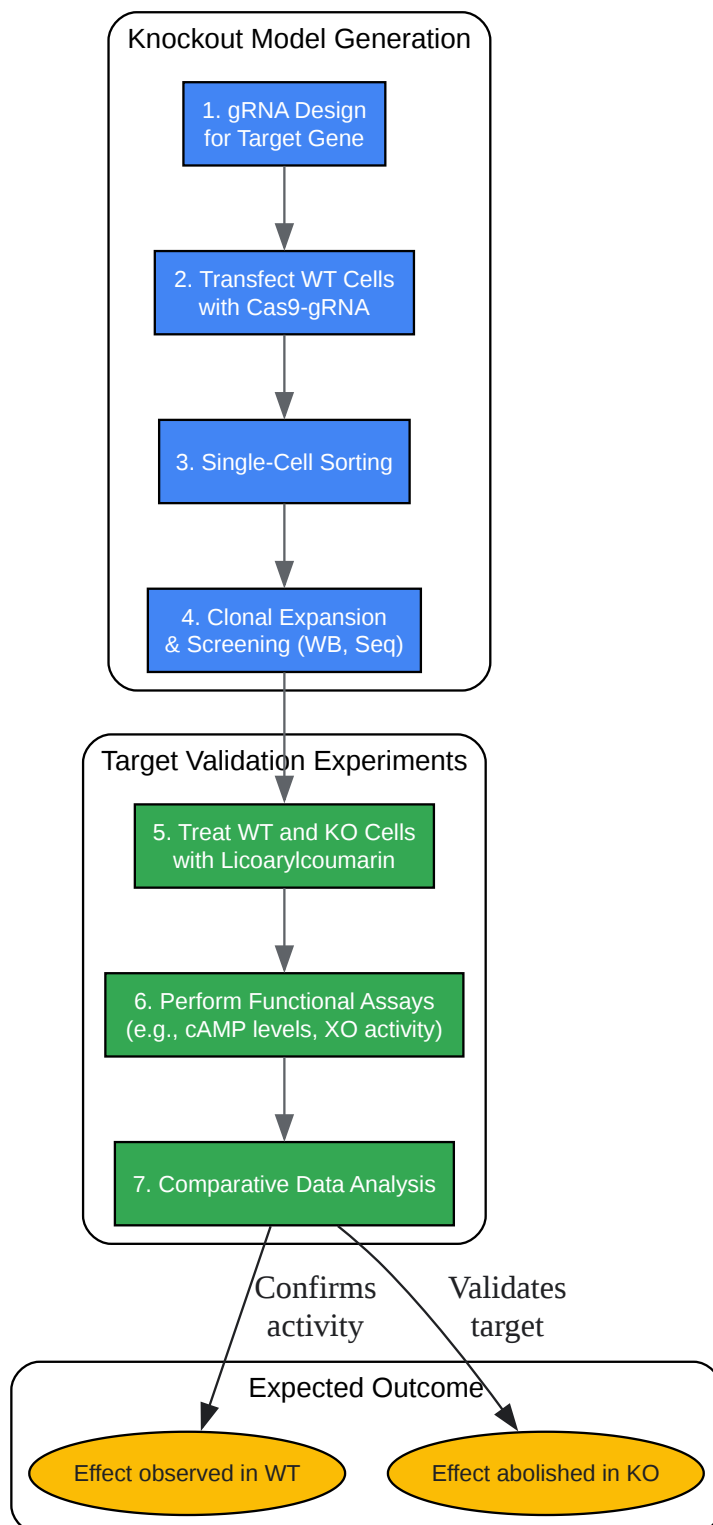 Knockout Model Generation
1. gRNA Design
for Target Gene
2. Transfect WT Cells
with Cas9-gRNA
3. Single-Cell Sorting
4. Clonal Expansion
& Screening (WB, Seq)
Target Validation Experiments
5. Treat WT and KO Cells
with Licoarylcoumarin
6. Perform Functional Assays
(e.g., cAMP levels, XO activity)
7. Comparative Data Analysis
Confirms
activity
Validates
target
Expected Outcome
Effect observed in WT
Effect abolished in KO